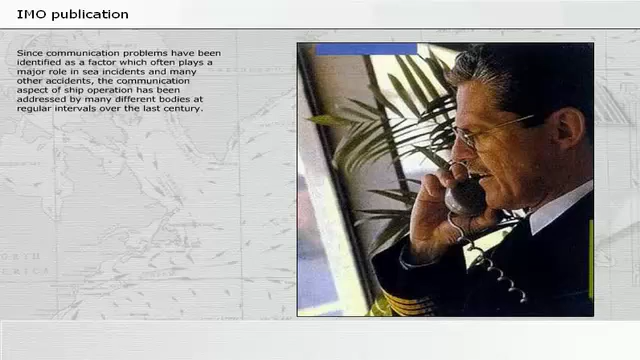 IMO publication
Since communication problems have been
identified as a factor which often plays a
major role in sea incidents and many
other accidents, the communication
aspect of ship operation has been
addressed by many different bodies at
regular intervals over the last century.
NORTH
AMERICA